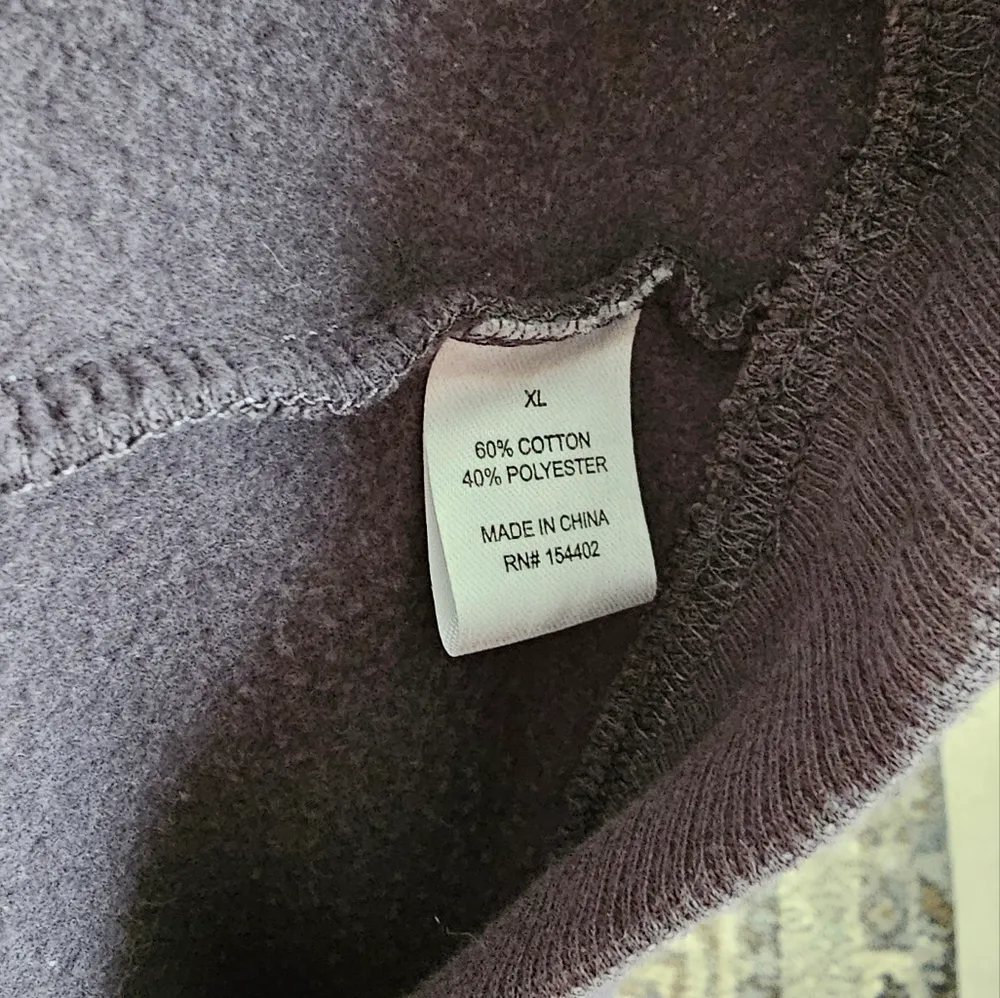 XL
60% COTTON
40% POLYESTER
MADE IN CHINA
RN# 154402